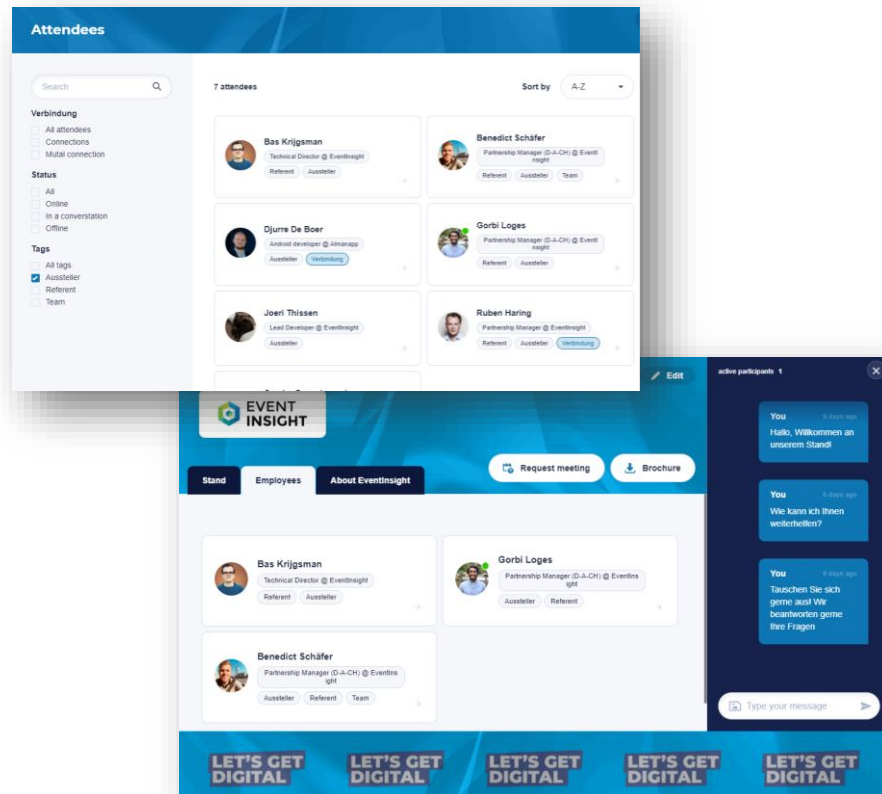 Attendees
Search
7 attendees
Sort by
A-Z
Verbindung
All attendees
Connections
Mutal connection
Status
All
Online
In a converstation
Offline
Tags
All tags
Aussteller
Referent
Team
Bas Krijgsman
Technical Director @ EventInsight
Referent Aussteller
Benedict Schäfer
Partnership Manager (D-A-CH) @ EventI
nsight
Referent Aussteller Team
Djurre De Boer
Android developer @ Almanapp
Aussteller Verbindung
Gorbi Loges
Partnership Manager (D-A-CH) @ EventI
nsight
Referent Aussteller
Joeri Thissen
Lead Developer @ EventInsight
Aussteller
Ruben Haring
Partnership Manager @ EventInsight
Referent Aussteller Verbindung
Edit
EVENT
INSIGHT
Request meeting
Brochure
Stand
Employees
About EventInsight
Bas Krijgsman
Technical Director @ EventInsight
Referent Aussteller
Gorbi Loges
Partnership Manager (D-A-CH) @ EventIns
ight
Aussteller Referent
Benedict Schäfer
Partnership Manager (D-A-CH) @ EventIns
ight
Aussteller Referent Team
active participants 1
You 6 days ago
Hallo, Willkommen an
unserem Stand!
You 6 days ago
Wie kann ich Ihnen
weiterhelfen?
You 6 days ago
Tauschen Sie sich
gerne aus! Wir
beantworten gerne
Ihre Fragen
Type your message
LET'S GET LET'S GET LET'S GET LET'S GET LET'S GET
DIGITAL DIGITAL DIGITAL DIGITAL DIGITAL